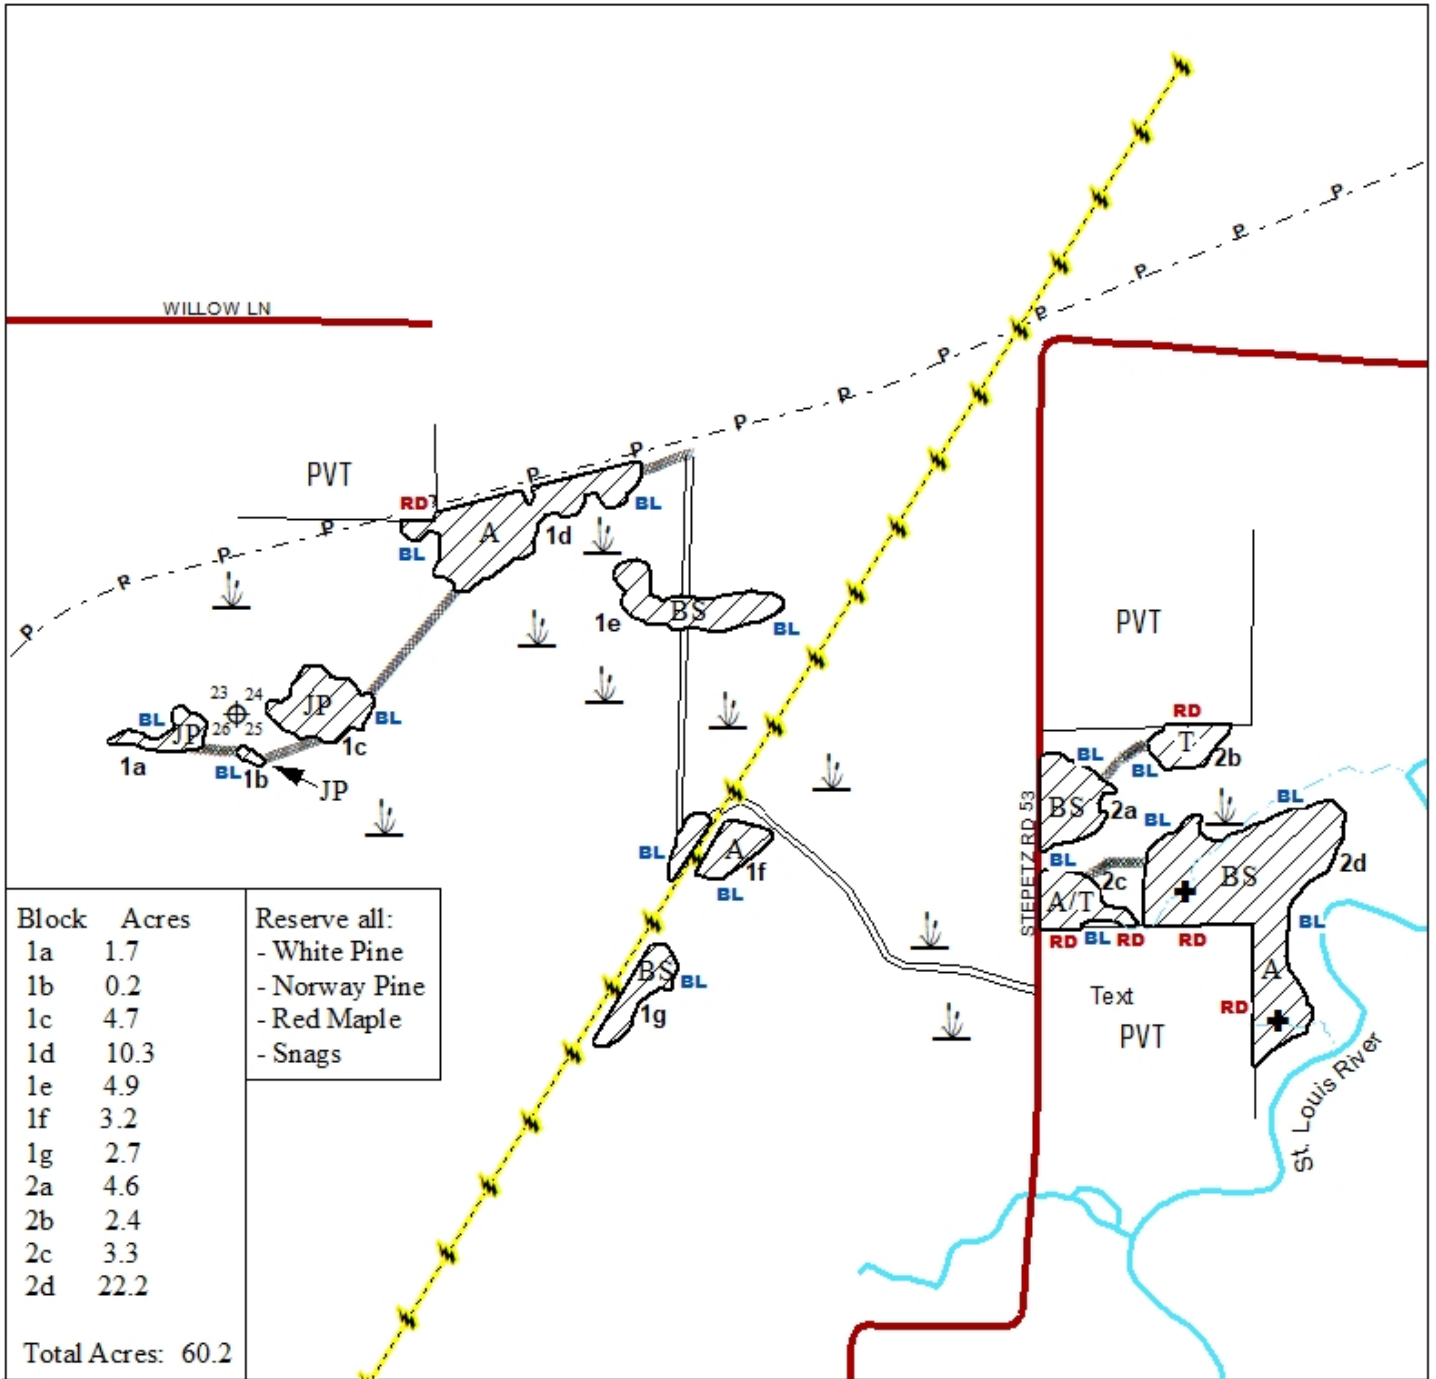 WILLOW LN
P
P
P
P
P
R
P
P
P
P
P
R
P
PVT
RD
BL
BL
A
1d
BS
1e
BL
PVT
23 24
26 25
BL
JP
1a
BL
1b
JP
JP
1c
BL
RD
T
2b
BL
BL
BS
2a
STEPETZ RD 53
BL
BL
BL
BS
2d
2c
A/T
RD
BL
RD
RD
BL
A
RD
BL
A
1f
BL
BS
BL
1g
Text
PVT
St. Louis River
Block Acres
1a 1.7
1b 0.2
1c 4.7
1d 10.3
1e 4.9
1f 3.2
1g 2.7
2a 4.6
2b 2.4
2c 3.3
2d 22.2
Total Acres: 60.2
Reserve all:
- White Pine
- Norway Pine
- Red Maple
- Snags